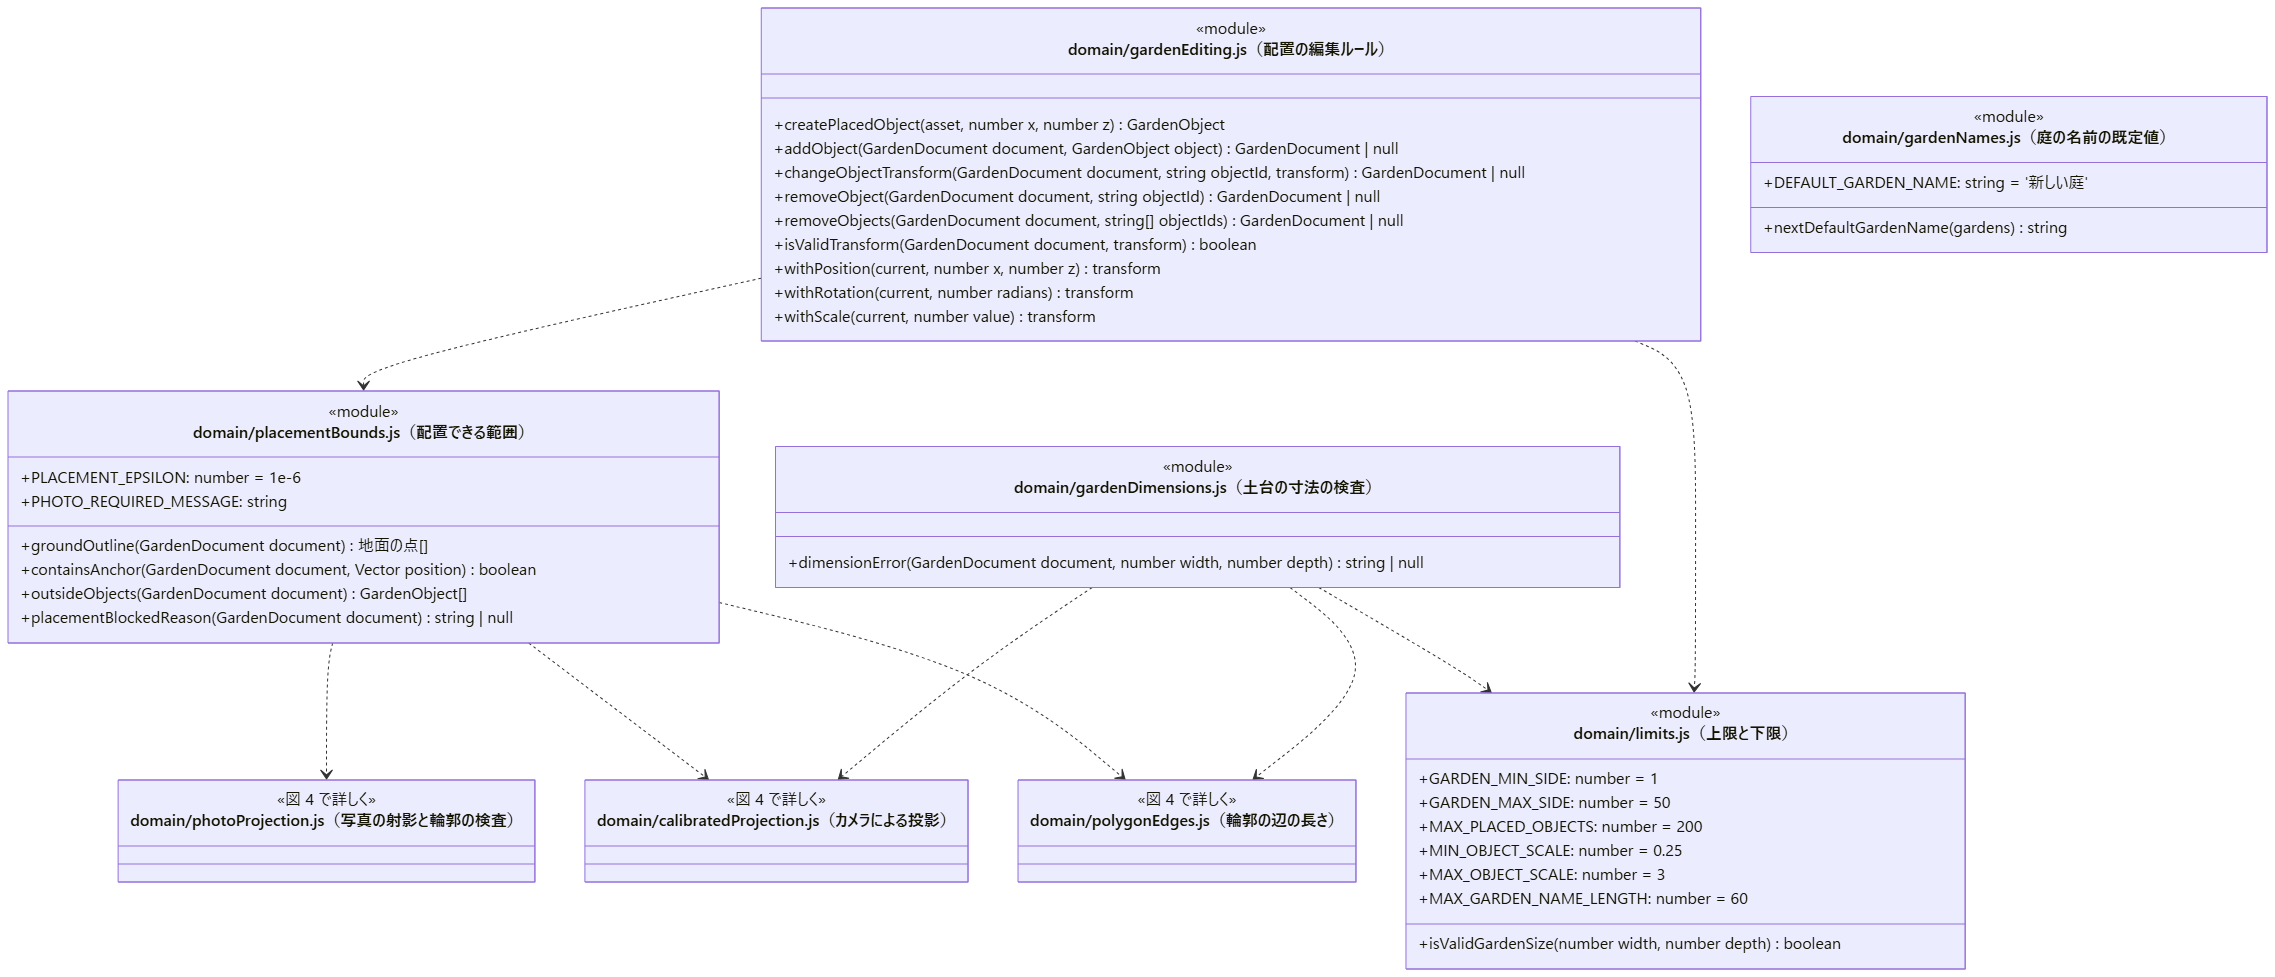 «module»
domain/gardenEditing.js（配置の編集ルール）
+createPlacedObject(asset, number x, number z) : GardenObject
+addObject(GardenDocument document, GardenObject object) : GardenDocument | null
+changeObjectTransform(GardenDocument document, string objectId, transform) : GardenDocument | null
+removeObject(GardenDocument document, string objectId) : GardenDocument | null
+removeObjects(GardenDocument document, string[] objectIds) : GardenDocument | null
+isValidTransform(GardenDocument document, transform) : boolean
+withPosition(current, number x, number z) : transform
+withRotation(current, number radians) : transform
+withScale(current, number value) : transform
«module»
domain/gardenNames.js（庭の名前の既定値）
+DEFAULT_GARDEN_NAME: string = '新しい庭'
+nextDefaultGardenName(gardens) : string
«module»
domain/placementBounds.js（配置できる範囲）
+PLACEMENT_EPSILON: number = 1e-6
+PHOTO_REQUIRED_MESSAGE: string
+groundOutline(GardenDocument document) : 地面の点[]
+containsAnchor(GardenDocument document, Vector position) : boolean
+outsideObjects(GardenDocument document) : GardenObject[]
+placementBlockedReason(GardenDocument document) : string | null
«module»
domain/gardenDimensions.js（土台の寸法の検査）
+dimensionError(GardenDocument document, number width, number depth) : string | null
«図 4 で詳しく»
domain/photoProjection.js（写真の射影と輪郭の検査）
«図 4 で詳しく»
domain/calibratedProjection.js（カメラによる投影）
«図 4 で詳しく»
domain/polygonEdges.js（輪郭の辺の長さ）
«module»
domain/limits.js（上限と下限）
+GARDEN_MIN_SIDE: number = 1
+GARDEN_MAX_SIDE: number = 50
+MAX_PLACED_OBJECTS: number = 200
+MIN_OBJECT_SCALE: number = 0.25
+MAX_OBJECT_SCALE: number = 3
+MAX_GARDEN_NAME_LENGTH: number = 60
+isValidGardenSize(number width, number depth) : boolean